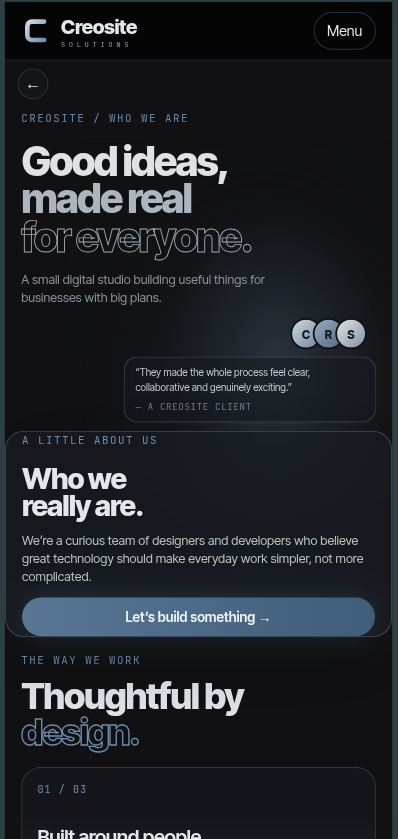 Creosite
SOLUTIONS
Menu
←
CREOSITE / WHO WE ARE
Good ideas,
made real
for everyone.
A small digital studio building useful things for
businesses with big plans.
C R S
“They made the whole process feel clear,
collaborative and genuinely exciting.”
— A CREOSITE CLIENT
A LITTLE ABOUT US
Who we
really are.
We’re a curious team of designers and developers who believe
great technology should make everyday work simpler, not more
complicated.
Let’s build something →
THE WAY WE WORK
Thoughtful by
design.
01 / 03
Built around people